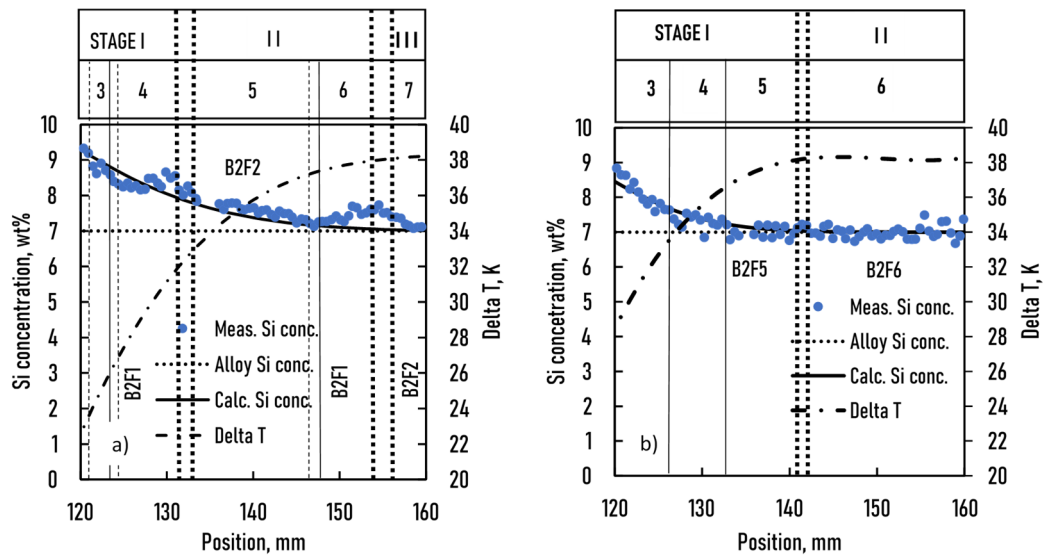 STAGE I II III
3 4 5 6 7
10
9
8
7
6
5
4
3
2
1
0
Si concentration, wt%
40
38
36
34
32
30
28
26
24
22
20
Delta T, K
B2F2
B2F1
B2F1
B2F2
Meas. Si conc.
Alloy Si conc.
Calc. Si conc.
Delta T
a)
120 130 140 150 160
Position, mm
STAGE I II
3 4 5 6
10
9
8
7
6
5
4
3
2
1
0
Si concetration, wt%
40
38
36
34
32
30
28
26
24
22
20
Delta T, K
B2F5 B2F6
Meas. Si conc.
Alloy Si conc.
Calc. Si conc.
Delta T
b)
120 130 140 150 160
Position, mm